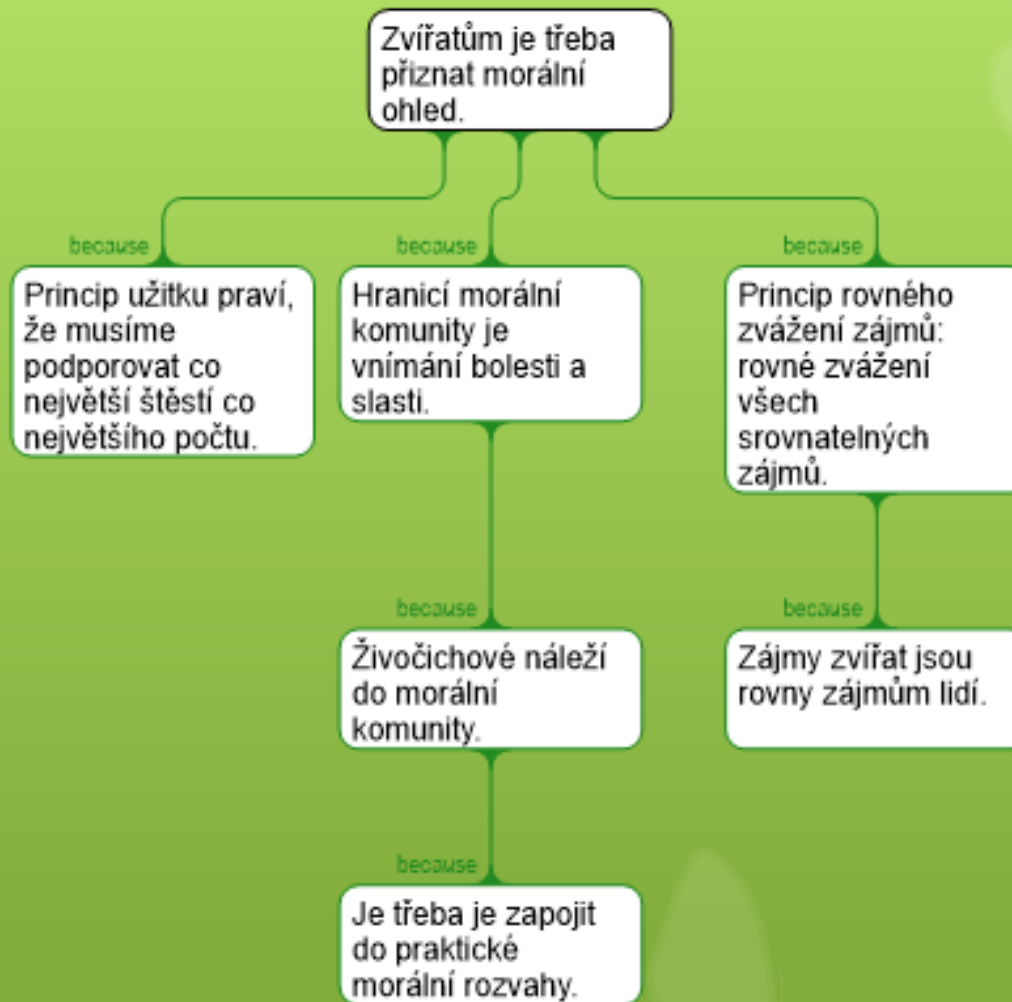 Zvířatům je třeba
přiznat morální
ohled.
because
because
because
Princip užitku praví,
že musíme
podporovat co
největší štěstí co
největšího počtu.
Hranicí morální
komunity je
vnímání bolesti a
slasti.
Princip rovného
zvážení zájmů:
rovné zvážení
všech
srovnatelných
zájmů.
because
because
Živočichové náleží
do morální
komunity.
Zájmy zvířat jsou
rovny zájmům lidí.
because
Je třeba je zapojit
do praktické
morální rozvahy.